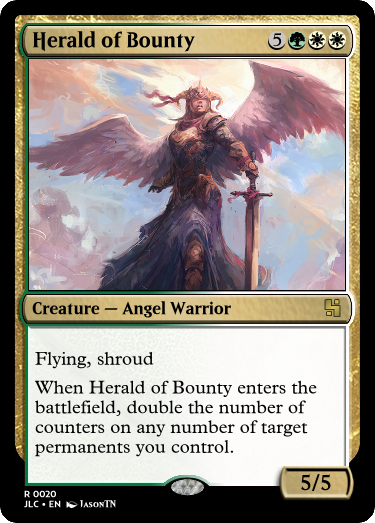 Herald of Bounty 5
Creature — Angel Warrior
Flying, shroud
When Herald of Bounty enters the
battlefield, double the number of
counters on any number of target
permanents you control.
5/5
R 0020
JLC • EN JASONTN